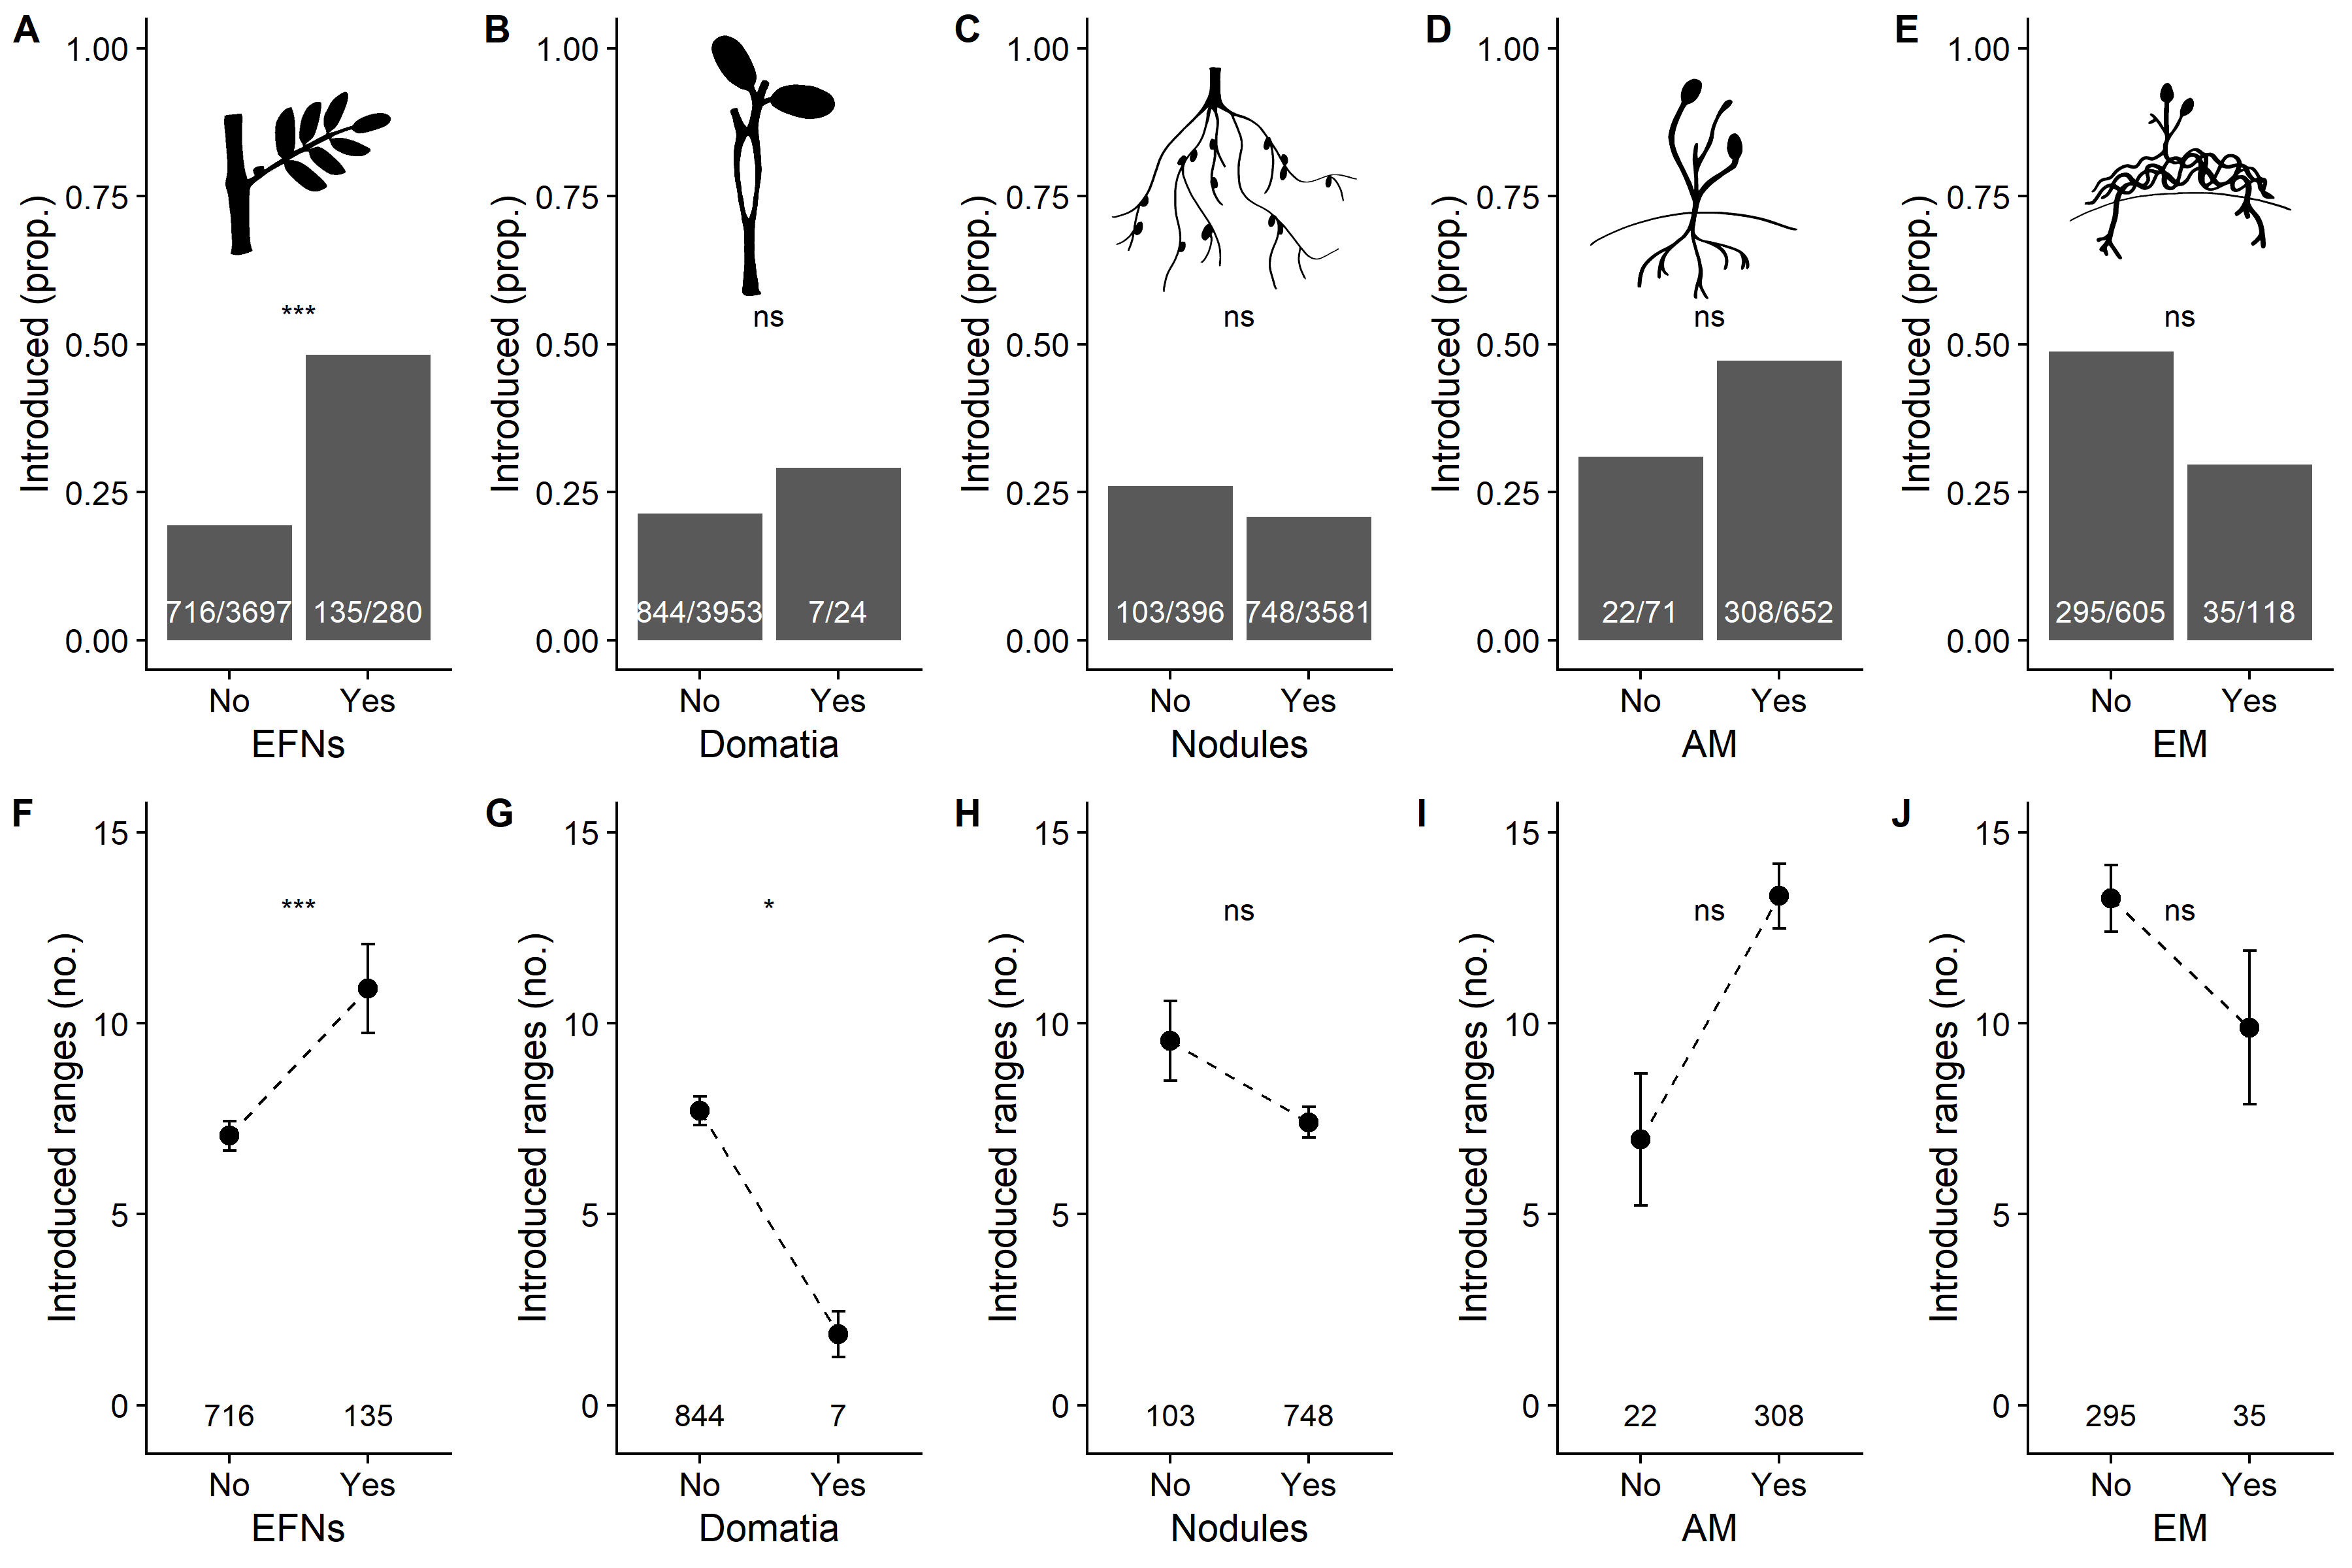 A
Introduced (prop.)
1.00
0.75
0.50
0.25
0.00
***
716/3697
135/280
No
Yes
EFNs
B
Introduced (prop.)
1.00
0.75
0.50
0.25
0.00
ns
844/3953
7/24
No
Yes
Domatia
C
Introduced (prop.)
1.00
0.75
0.50
0.25
0.00
ns
103/396
748/3581
No
Yes
Nodules
D
Introduced (prop.)
1.00
0.75
0.50
0.25
0.00
ns
22/71
308/652
No
Yes
AM
E
Introduced (prop.)
1.00
0.75
0.50
0.25
0.00
ns
295/605
35/118
No
Yes
EM
F
Introduced ranges (no.)
15
10
5
0
***
716
135
No
Yes
EFNs
G
Introduced ranges (no.)
15
10
5
0
*
844
7
No
Yes
Domatia
H
Introduced ranges (no.)
15
10
5
0
ns
103
748
No
Yes
Nodules
I
Introduced ranges (no.)
15
10
5
0
ns
22
308
No
Yes
AM
J
Introduced ranges (no.)
15
10
5
0
ns
295
35
No
Yes
EM